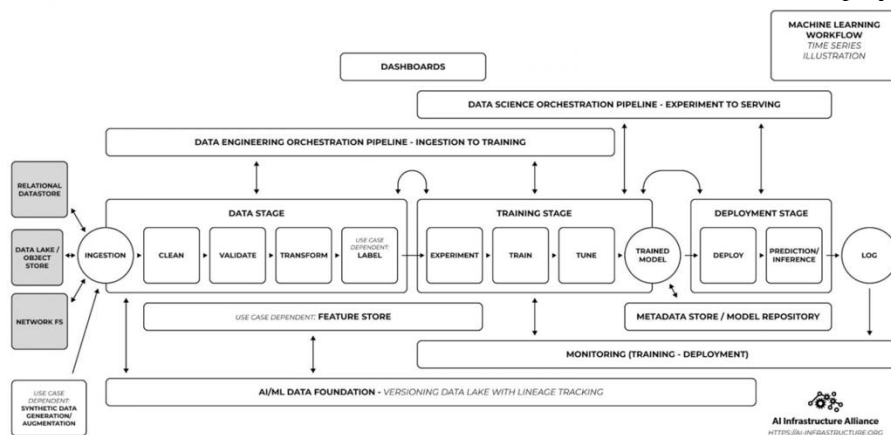 MACHINE LEARNING
WORKFLOW
TIME SERIES
ILLUSTRATION
DASHBOARDS
DATA SCIENCE ORCHESTRATION PIPELINE - EXPERIMENT TO SERVING
DATA ENGINEERING ORCHESTRATION PIPELINE - INGESTION TO TRAINING
RELATIONAL
DATASTORE
DATA LAKE /
OBJECT
STORE
NETWORK FS
USE CASE
DEPENDENT:
SYNTHETIC DATA
GENERATION/
AUGMENTATION
INGESTION
DATA STAGE
CLEAN
VALIDATE
TRANSFORM
USE CASE
DEPENDENT:
LABEL
TRAINING STAGE
EXPERIMENT
TRAIN
TUNE
TRAINED
MODEL
DEPLOYMENT STAGE
DEPLOY
PREDICTION/
INFERENCE
LOG
USE CASE DEPENDENT: FEATURE STORE
METADATA STORE / MODEL REPOSITORY
MONITORING (TRAINING - DEPLOYMENT)
AI/ML DATA FOUNDATION - VERSIONING DATA LAKE WITH LINEAGE TRACKING
AI Infrastructure Alliance
HTTPS://AI-INFRASTRUCTURE.ORG